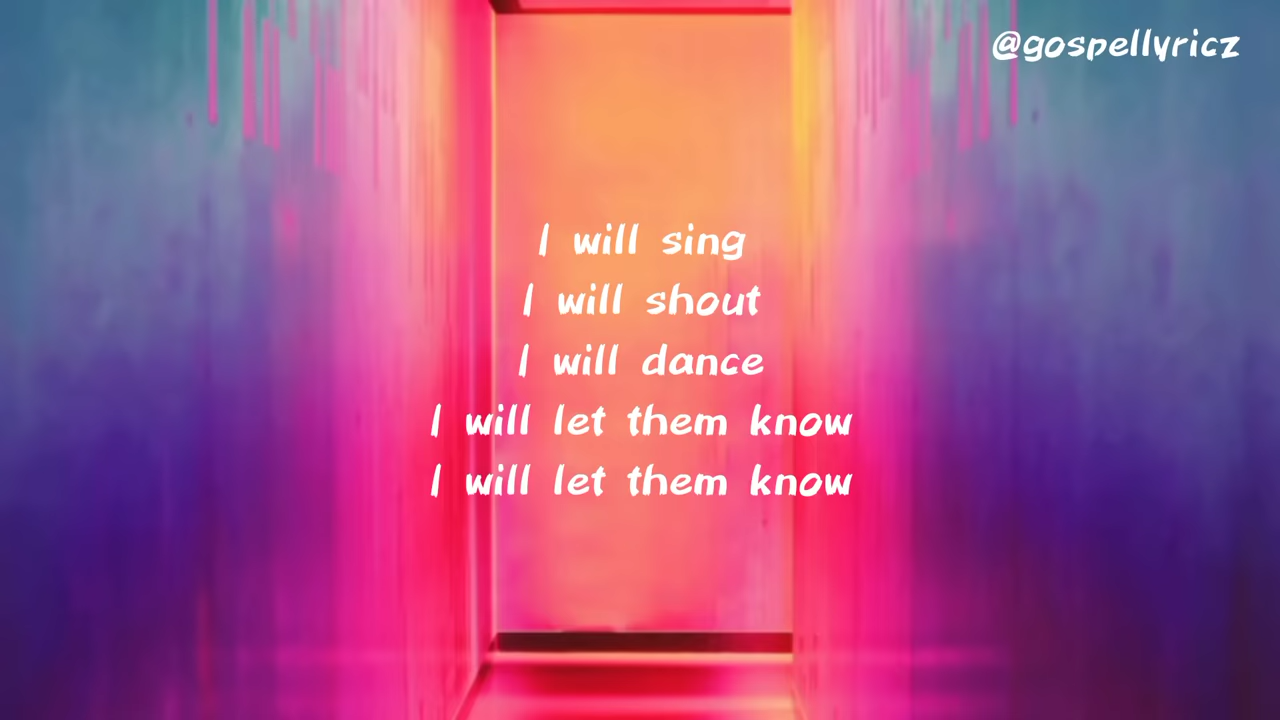 @gospellyricz
I will sing
I will shout
I will dance
I will let them know
I will let them know